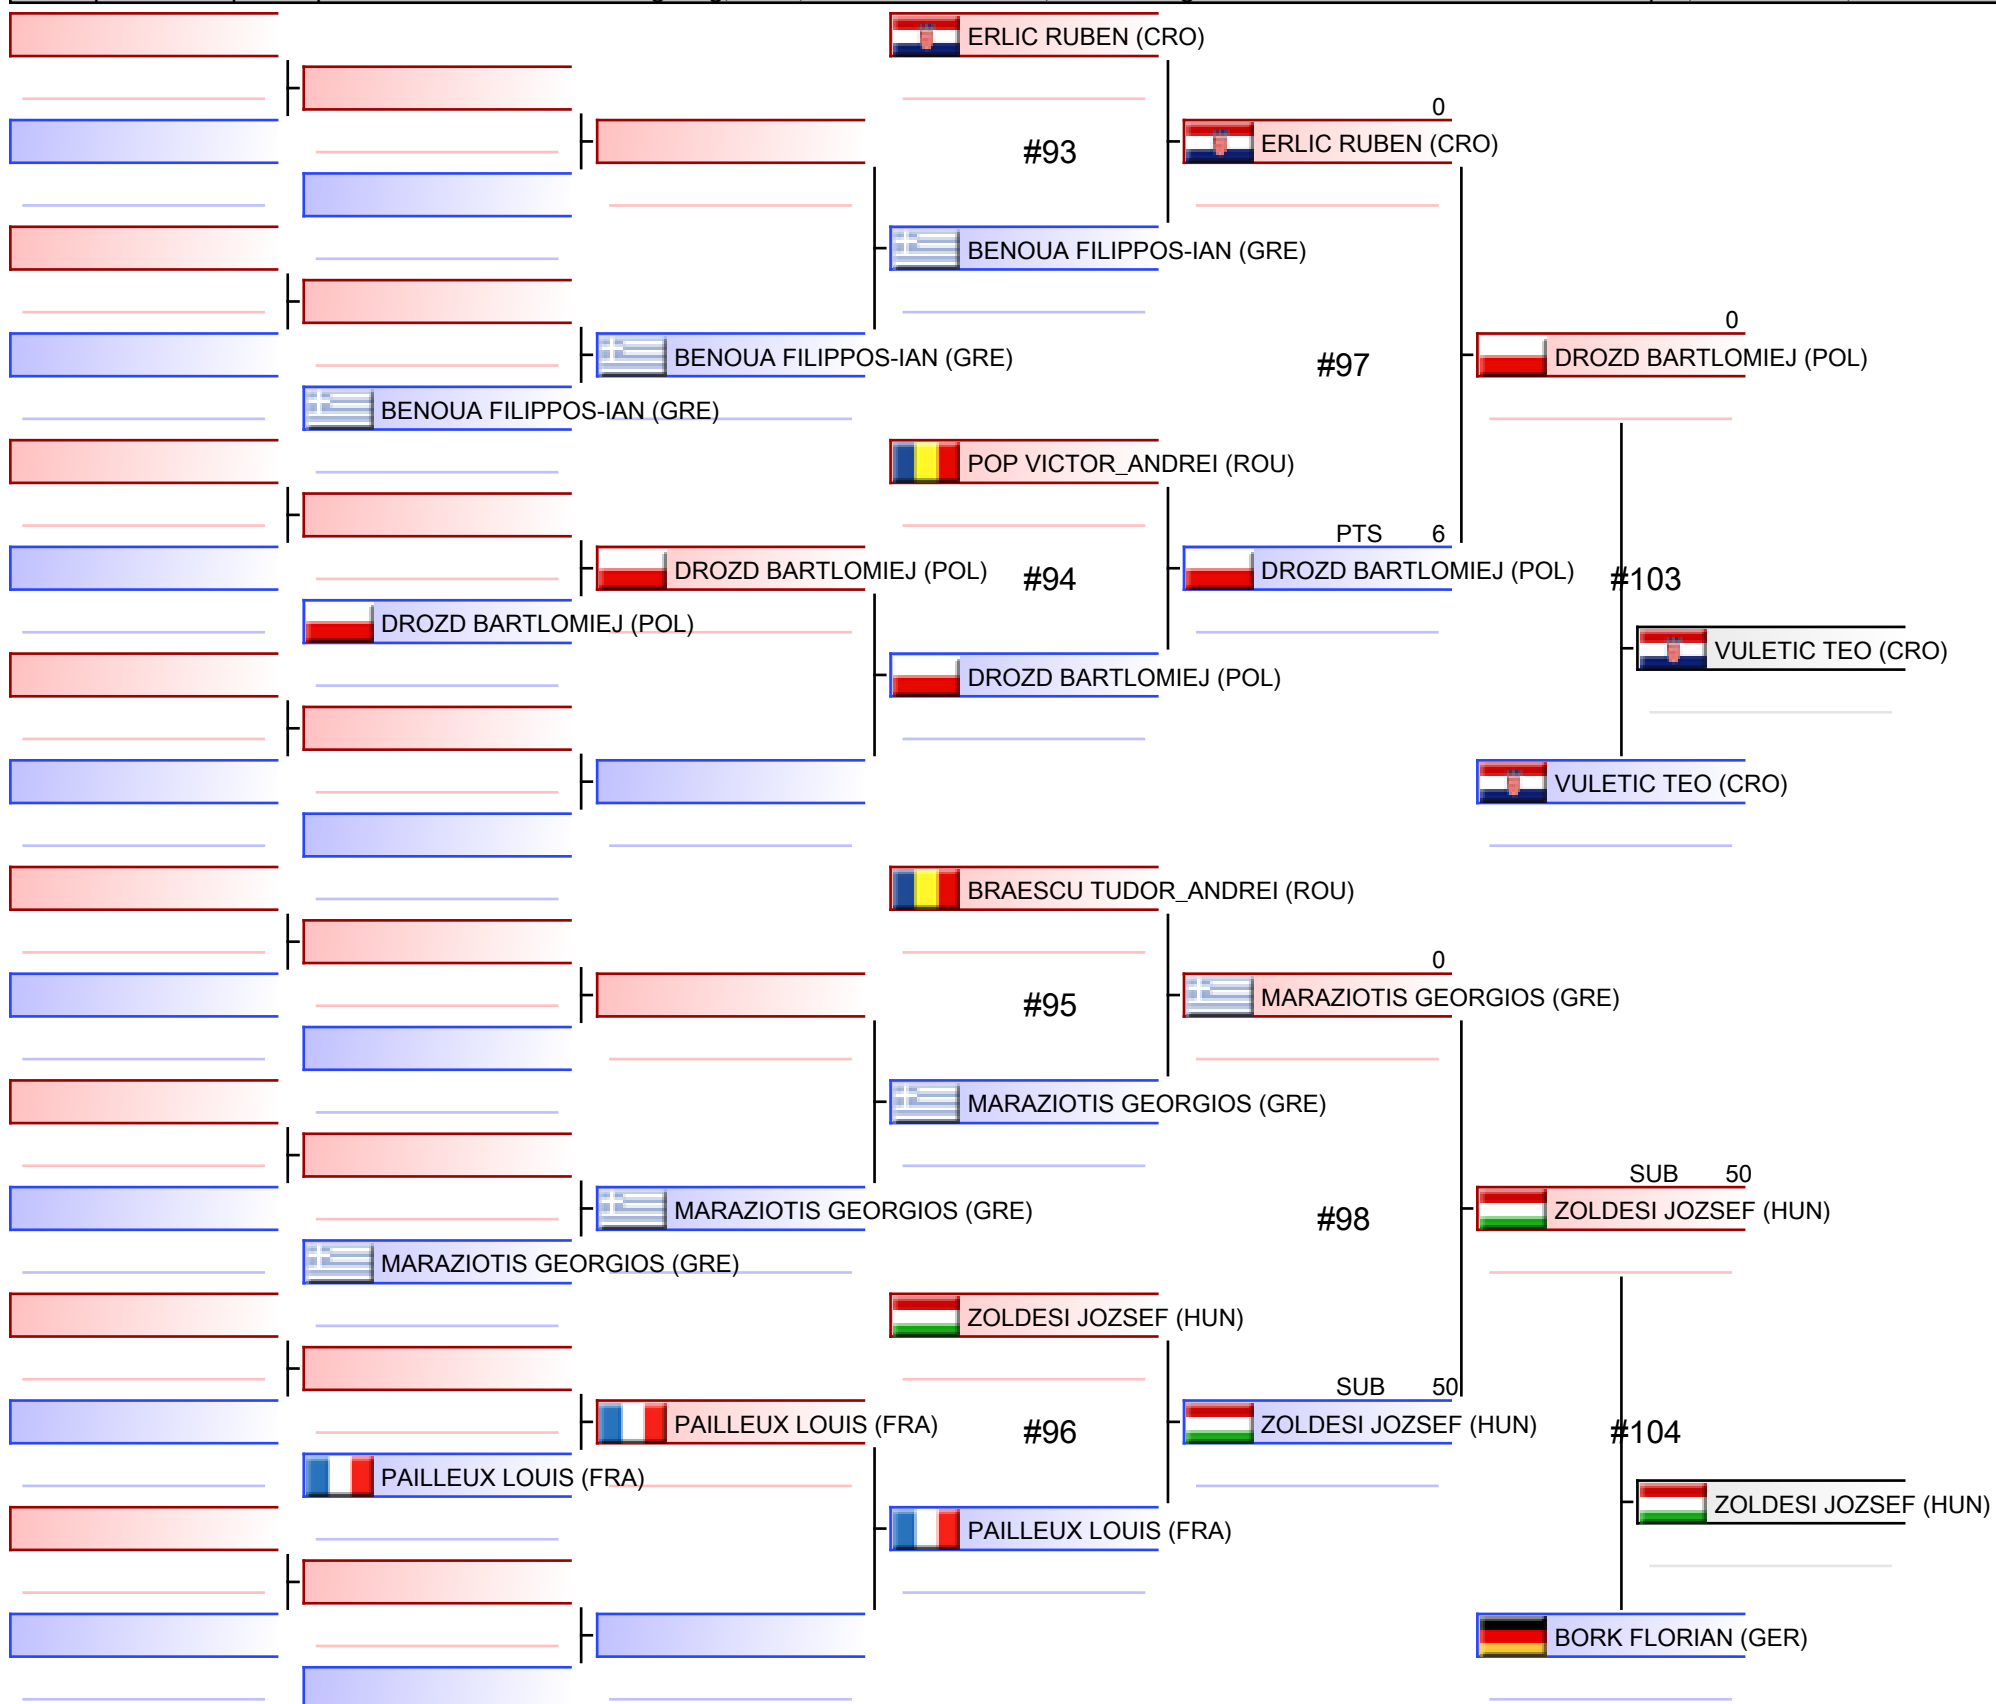 ERLIC RUBEN (CRO)
0
#93
ERLIC RUBEN (CRO)
BENOUA FILIPPOS-IAN (GRE)
0
BENOUA FILIPPOS-IAN (GRE)
#97
DROZD BARTLOMIEJ (POL)
BENOUA FILIPPOS-IAN (GRE)
POP VICTOR_ANDREI (ROU)
PTS 6
DROZD BARTLOMIEJ (POL)
#94
DROZD BARTLOMIEJ (POL)
#103
DROZD BARTLOMIEJ (POL)
VULETIC TEO (CRO)
DROZD BARTLOMIEJ (POL)
VULETIC TEO (CRO)
BRAESCU TUDOR_ANDREI (ROU)
0
#95
MARAZIOTIS GEORGIOS (GRE)
MARAZIOTIS GEORGIOS (GRE)
SUB 50
MARAZIOTIS GEORGIOS (GRE)
#98
ZOLDESI JOZSEF (HUN)
MARAZIOTIS GEORGIOS (GRE)
ZOLDESI JOZSEF (HUN)
SUB 50
PAILLEUX LOUIS (FRA)
#96
ZOLDESI JOZSEF (HUN)
#104
PAILLEUX LOUIS (FRA)
ZOLDESI JOZSEF (HUN)
PAILLEUX LOUIS (FRA)
BORK FLORIAN (GER)